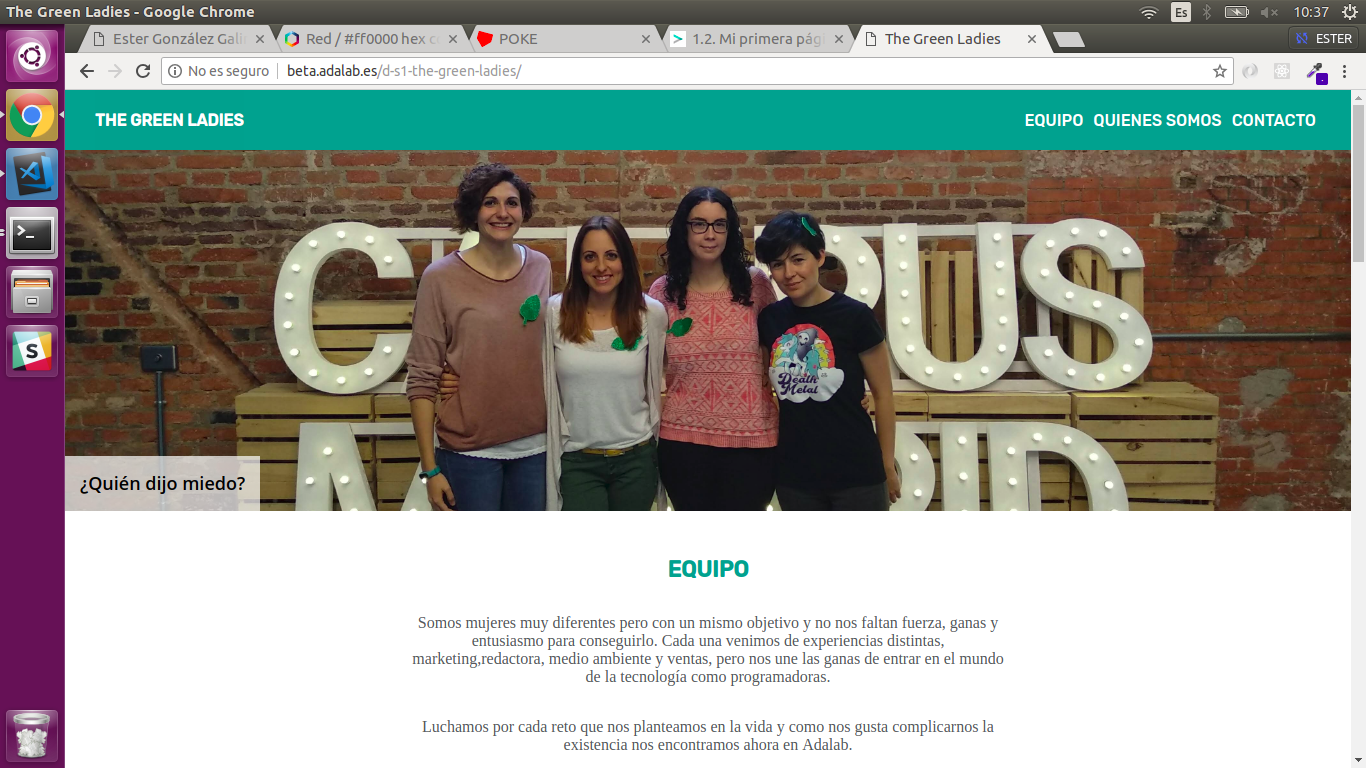 The Green Ladies - Google Chrome
Es
10:37
Ester González Gali
Red / #ff0000 hex co
POKE
1.2. Mi primera pág
The Green Ladies
ESTER
No es seguro
beta.adalab.es/d-s1-the-green-ladies/
THE GREEN LADIES
EQUIPO QUIENES SOMOS CONTACTO
Death
Metal
¿Quién dijo miedo?
EQUIPO
Somos mujeres muy diferentes pero con un mismo objetivo y no nos faltan fuerza, ganas y
entusiasmo para conseguirlo. Cada una venimos de experiencias distintas,
marketing,redactora, medio ambiente y ventas, pero nos une las ganas de entrar en el mundo
de la tecnología como programadoras.
Luchamos por cada reto que nos planteamos en la vida y como nos gusta complicarnos la
existencia nos encontramos ahora en Adalab.